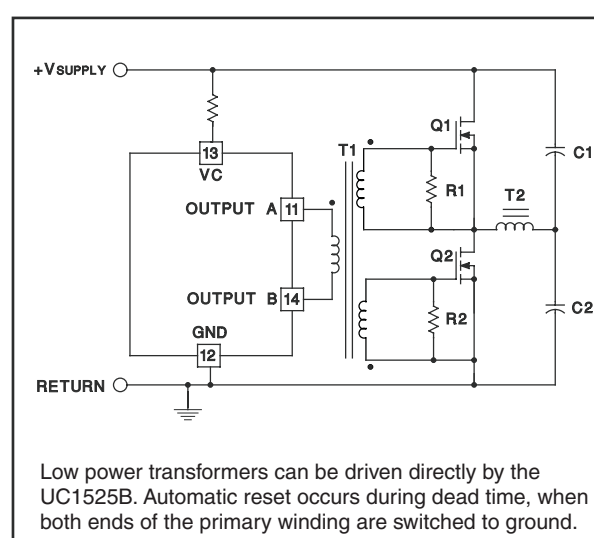 +VSUPPLY
Q1
C1
T1
13
VC
R1
T2
OUTPUT A 11
Q2
OUTPUT B 14
C2
GND
R2
12
RETURN
Low power transformers can be driven directly by the
UC1525B. Automatic reset occurs during dead time, when
both ends of the primary winding are switched to ground.